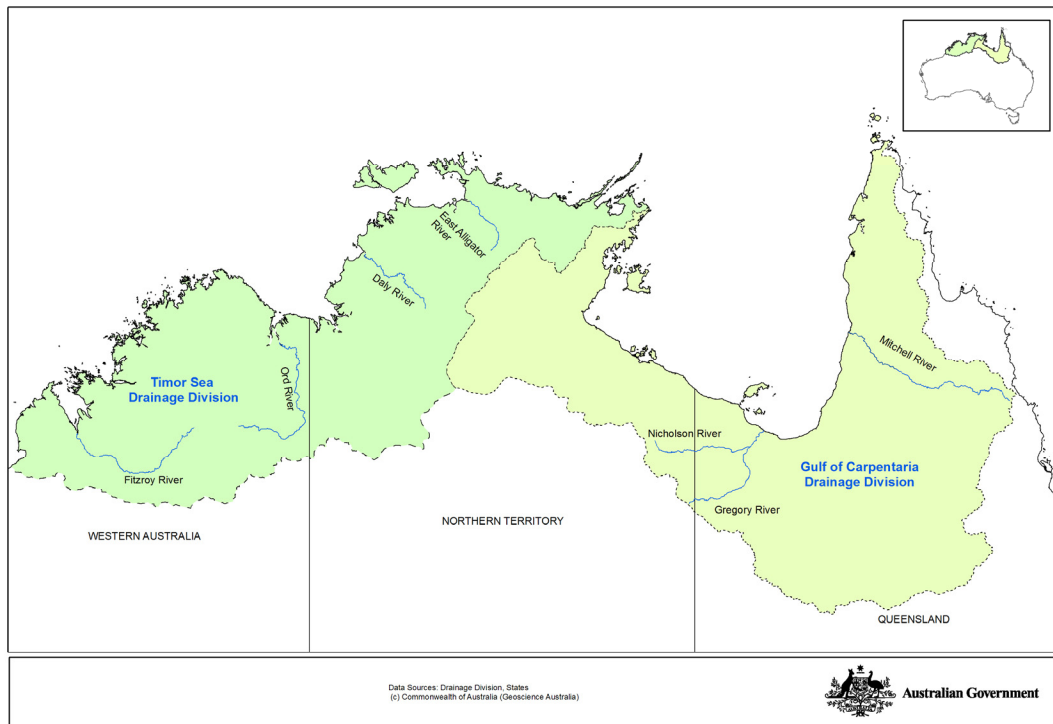 East Alligator
River
Daly River
Timor Sea
Drainage Division
Ord River
Mitchell River
Nicholson River
Gulf of Carpentaria
Drainage Division
Fitzroy River
Gregory River
WESTERN AUSTRALIA
NORTHERN TERRITORY
QUEENSLAND
Data Sources: Drainage Division, States
(c) Commonwealth of Australia (Geoscience Australia)
Australian Government